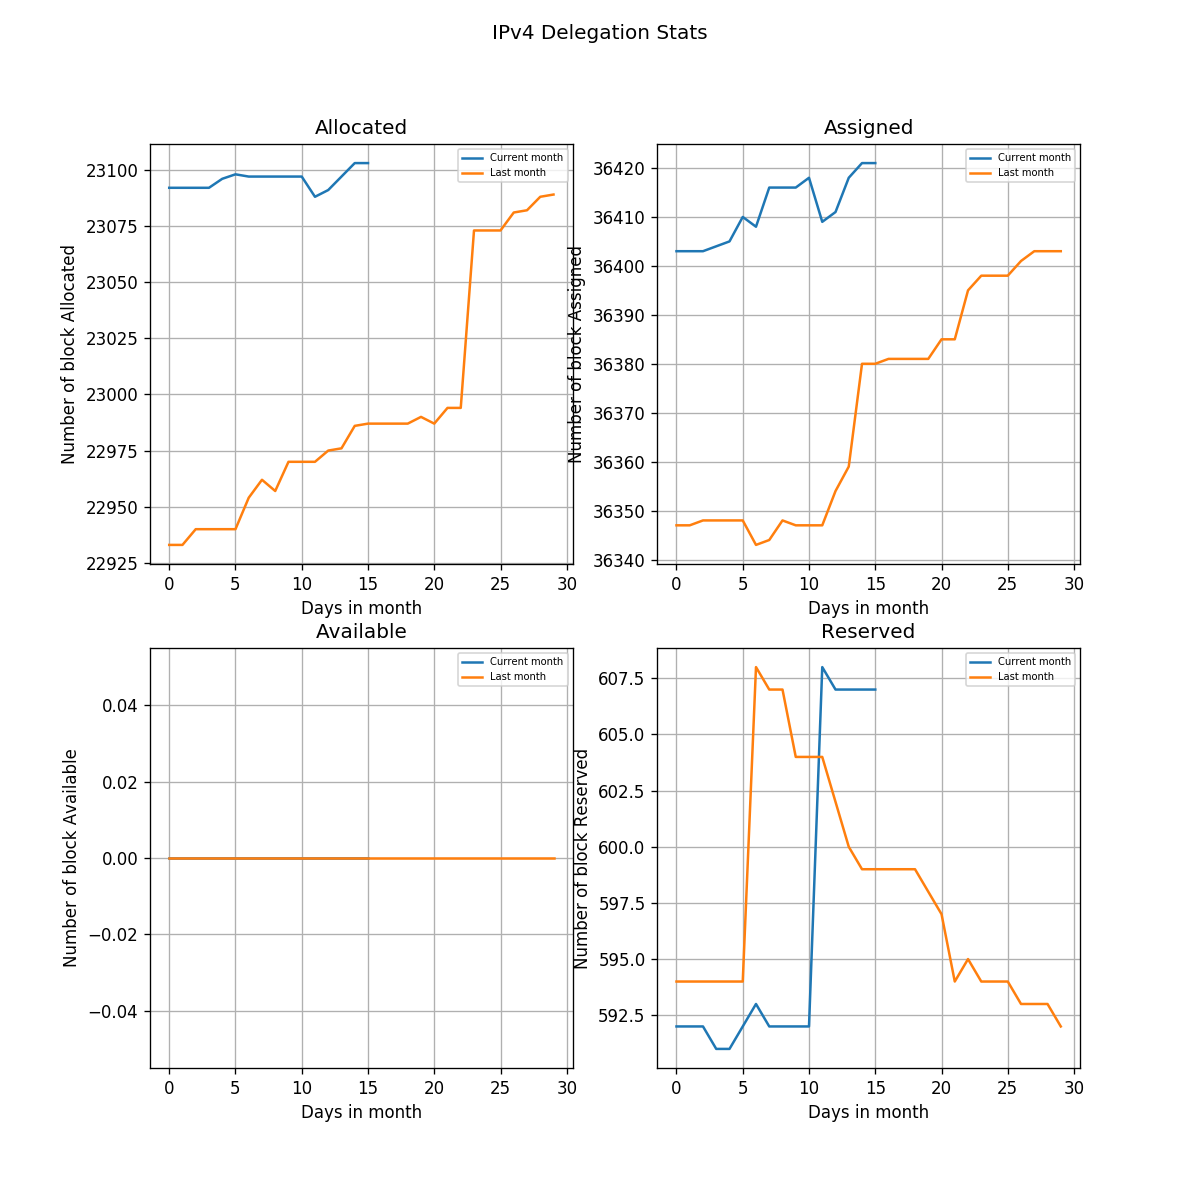 IPv4 Delegation Stats
Allocated
Number of block Allocated
23100
23075
23050
23025
23000
22975
22950
22925
0 5 10 15 20 25 30
Days in month
Current month
Last month
Assigned
Number of block Assigned
36420
36410
36400
36390
36380
36370
36360
36350
36340
0 5 10 15 20 25 30
Days in month
Current month
Last month
Available
Number of block Available
0.04
0.02
0.00
−0.02
−0.04
0 5 10 15 20 25 30
Days in month
Current month
Last month
Reserved
Number of block Reserved
607.5
605.0
602.5
600.0
597.5
595.0
592.5
0 5 10 15 20 25 30
Days in month
Current month
Last month